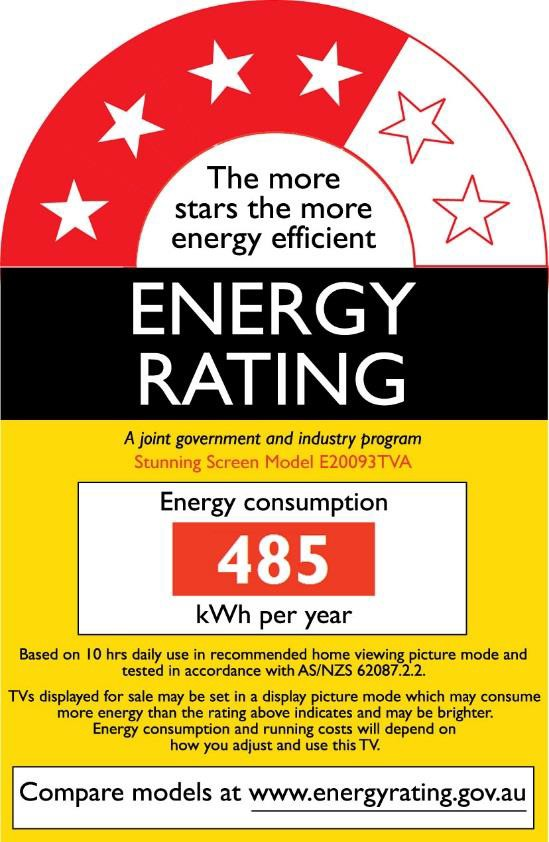 The more
stars the more
energy efficient
ENERGY
RATING
A joint government and industry program
Stunning Screen Model E20093TVA
Energy consumption
485
kWh per year
Based on 10 hrs daily use in recommended home viewing picture mode and
tested in accordance with AS/NZS 62087.2.2.
TVs displayed for sale may be set in a display picture mode which may consume
more energy than the rating above indicates and may be brighter.
Energy consumption and running costs will depend on
how you adjust and use this TV.
Compare models at www.energyrating.gov.au